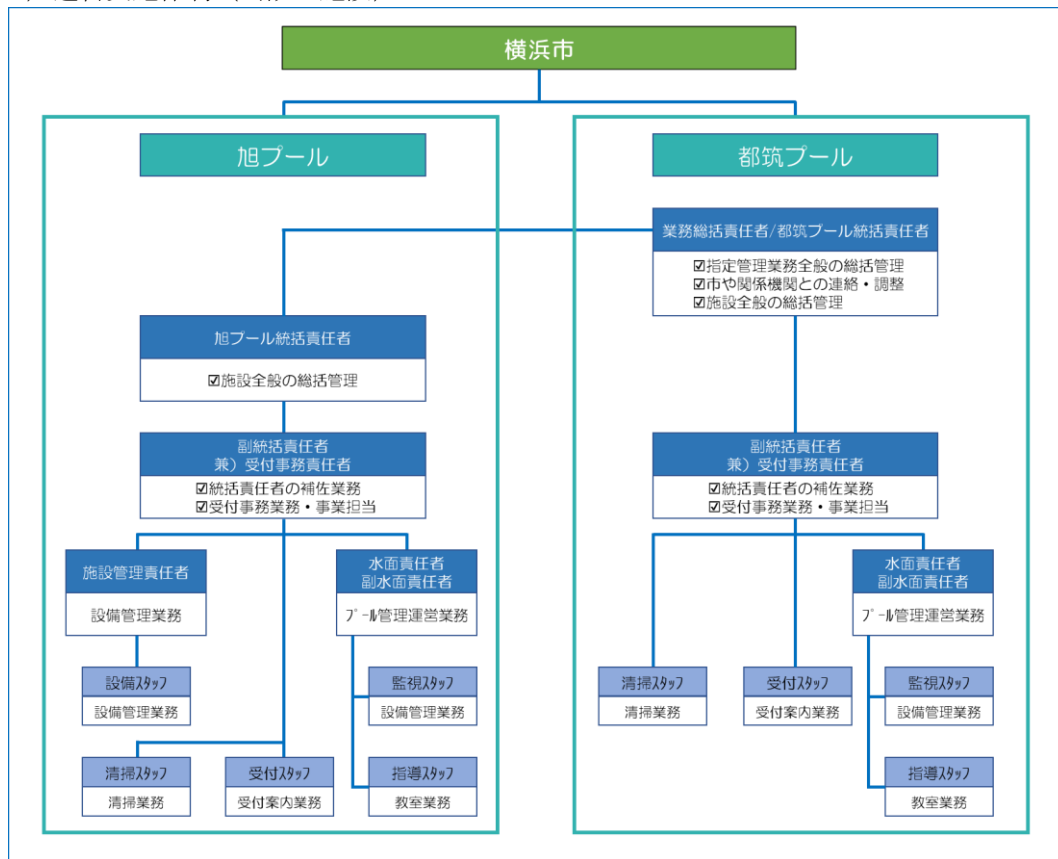 横浜市
旭プール
都筑プール
業務総括責任者/都筑プール統括責任者
☑指定管理業務全般の総括管理
☑市や関係機関との連絡・調整
☑施設全般の総括管理
旭プール統括責任者
☑施設全般の総括管理
副統括責任者
兼）受付事務責任者
☑統括責任者の補佐業務
☑受付事務業務・事業担当
副統括責任者
兼）受付事務責任者
☑統括責任者の補佐業務
☑受付事務業務・事業担当
施設管理責任者
設備管理業務
水面責任者
副水面責任者
プール管理運営業務
水面責任者
副水面責任者
プール管理運営業務
設備スタッフ
設備管理業務
監視スタッフ
設備管理業務
清掃スタッフ
清掃業務
受付スタッフ
受付案内業務
監視スタッフ
設備管理業務
清掃スタッフ
清掃業務
受付スタッフ
受付案内業務
指導スタッフ
教室業務
指導スタッフ
教室業務